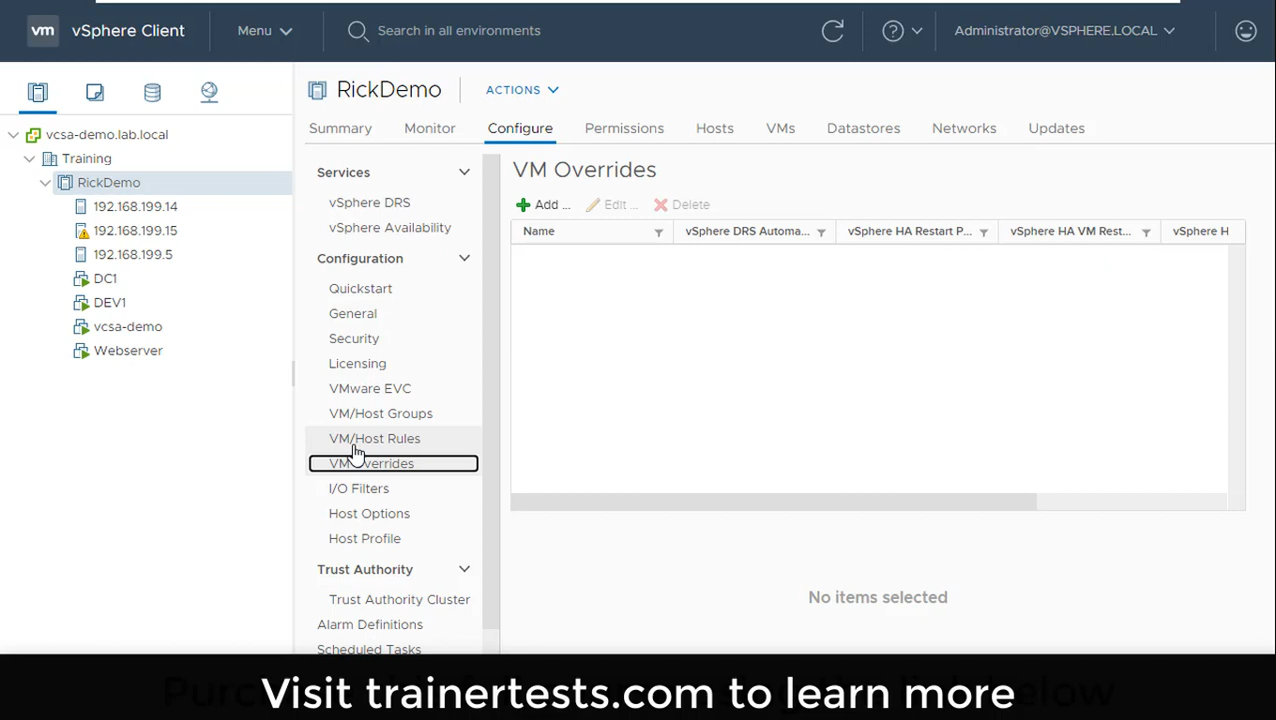 vm vSphere Client Menu Search in all environments Administrator@VSPHERE.LOCAL
RickDemo ACTIONS
Summary Monitor Configure Permissions Hosts VMs Datastores Networks Updates
vcsa-demo.lab.local
Training
RickDemo
192.168.199.14
192.168.199.15
192.168.199.5
DC1
DEV1
vcsa-demo
Webserver
Services
vSphere DRS
vSphere Availability
Configuration
Quickstart
General
Security
Licensing
VMware EVC
VM/Host Groups
VM/Host Rules
VM Overrides
I/O Filters
Host Options
Host Profile
Trust Authority
Trust Authority Cluster
Alarm Definitions
Scheduled Tasks
VM Overrides
Add ... Edit ... Delete
Name vSphere DRS Automa... vSphere HA Restart P... vSphere HA VM Rest... vSphere H
No items selected
Visit trainertests.com to learn more